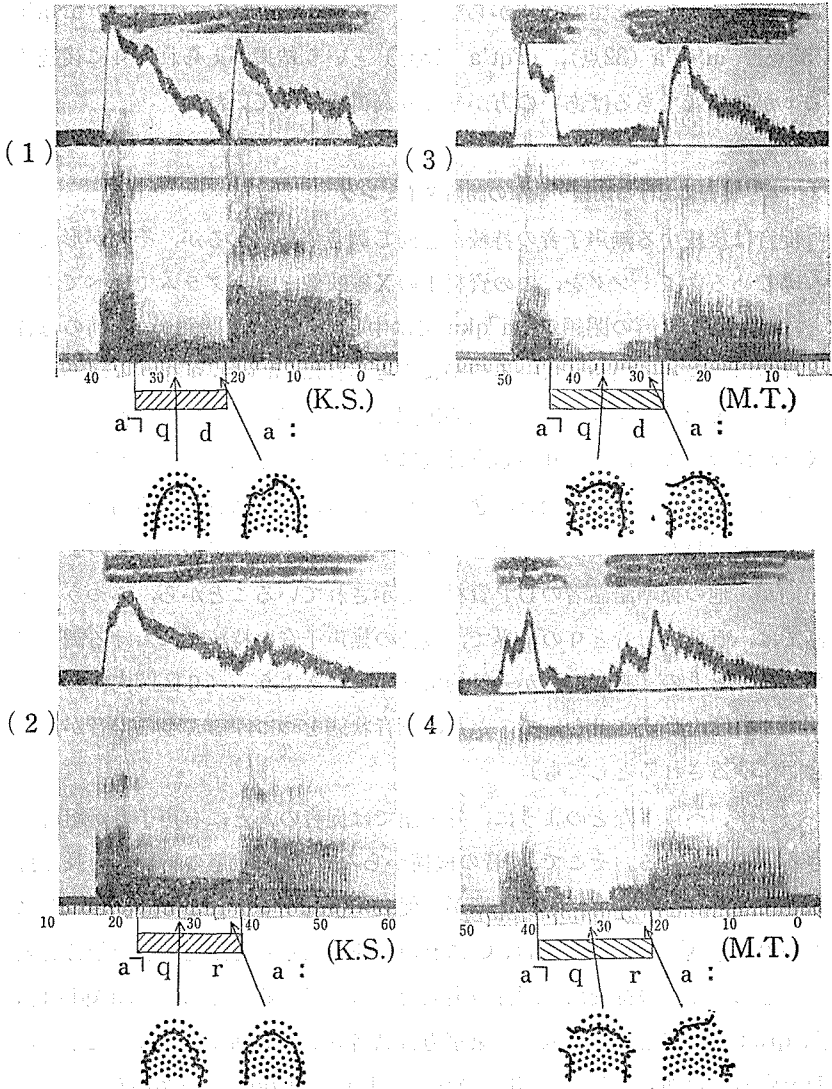 (1)
(3)
40 30 20 10 0
50 40 30 20 10
(K.S.)
(M.T.)
a ㄱ q d a :
a ㄱ q d a :
(2)
(4)
10 20 30 40 50 60
50 40 30 20 10 0
(K.S.)
(M.T.)
a ㄱ q r a :
a ㄱ q r a :